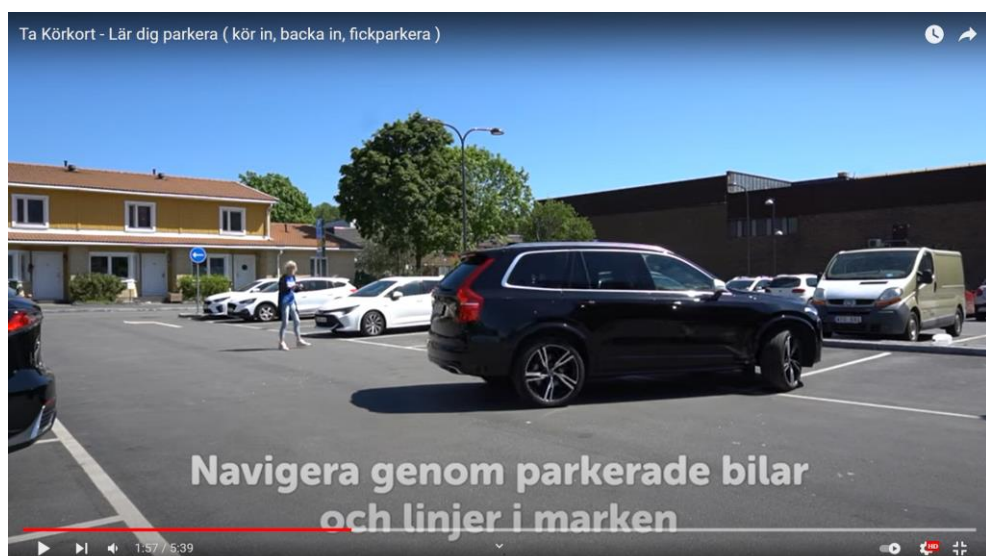 Ta Körkort - Lär dig parkera ( kör in, backa in, fickparkera )
Navigera genom parkerade bilar
och linjer i marken
1:57 / 5:39
HD